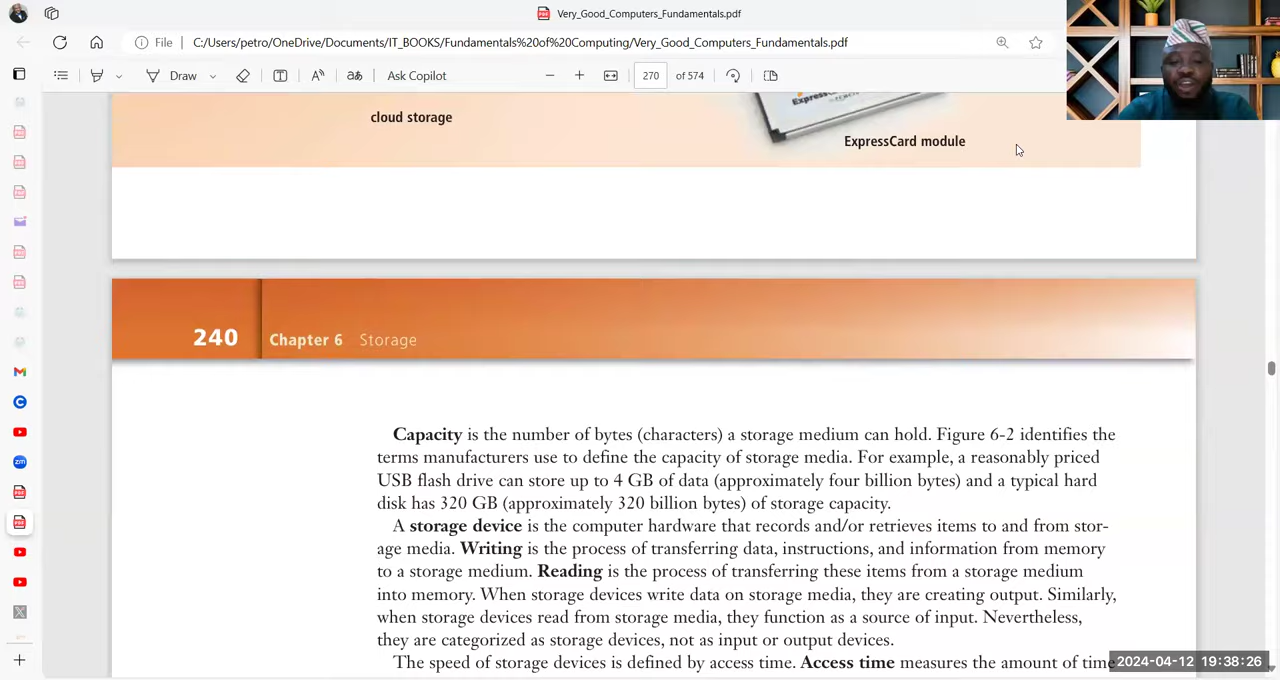 Very_Good_Computers_Fundamentals.pdf
File | C:/Users/petro/OneDrive/Documents/IT_BOOKS/Fundamentals%20of%20Computing/Very_Good_Computers_Fundamentals.pdf
Draw
Ask Copilot
270 of 574
cloud storage
ExpressCard module
240 Chapter 6 Storage
Capacity is the number of bytes (characters) a storage medium can hold. Figure 6-2 identifies the
terms manufacturers use to define the capacity of storage media. For example, a reasonably priced
USB flash drive can store up to 4 GB of data (approximately four billion bytes) and a typical hard
disk has 320 GB (approximately 320 billion bytes) of storage capacity.
A storage device is the computer hardware that records and/or retrieves items to and from stor-
age media. Writing is the process of transferring data, instructions, and information from memory
to a storage medium. Reading is the process of transferring these items from a storage medium
into memory. When storage devices write data on storage media, they are creating output. Similarly,
when storage devices read from storage media, they function as a source of input. Nevertheless,
they are categorized as storage devices, not as input or output devices.
The speed of storage devices is defined by access time. Access time measures the amount of time
2024-04-12 19:38:26